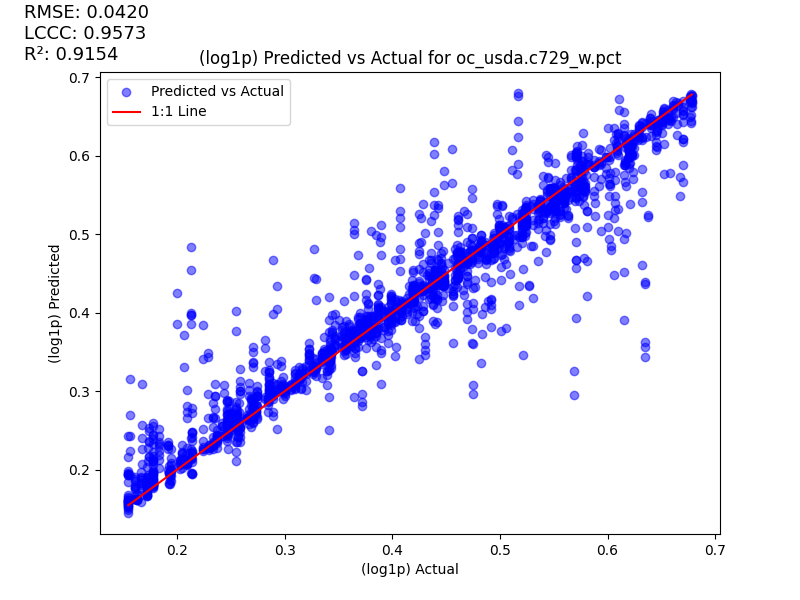 RMSE: 0.0420
LCCC: 0.9573
R²: 0.9154
(log1p) Predicted vs Actual for oc_usda.c729_w.pct
Predicted vs Actual
1:1 Line
0.7
0.6
0.5
0.4
0.3
0.2
(log1p) Predicted
0.2 0.3 0.4 0.5 0.6 0.7
(log1p) Actual